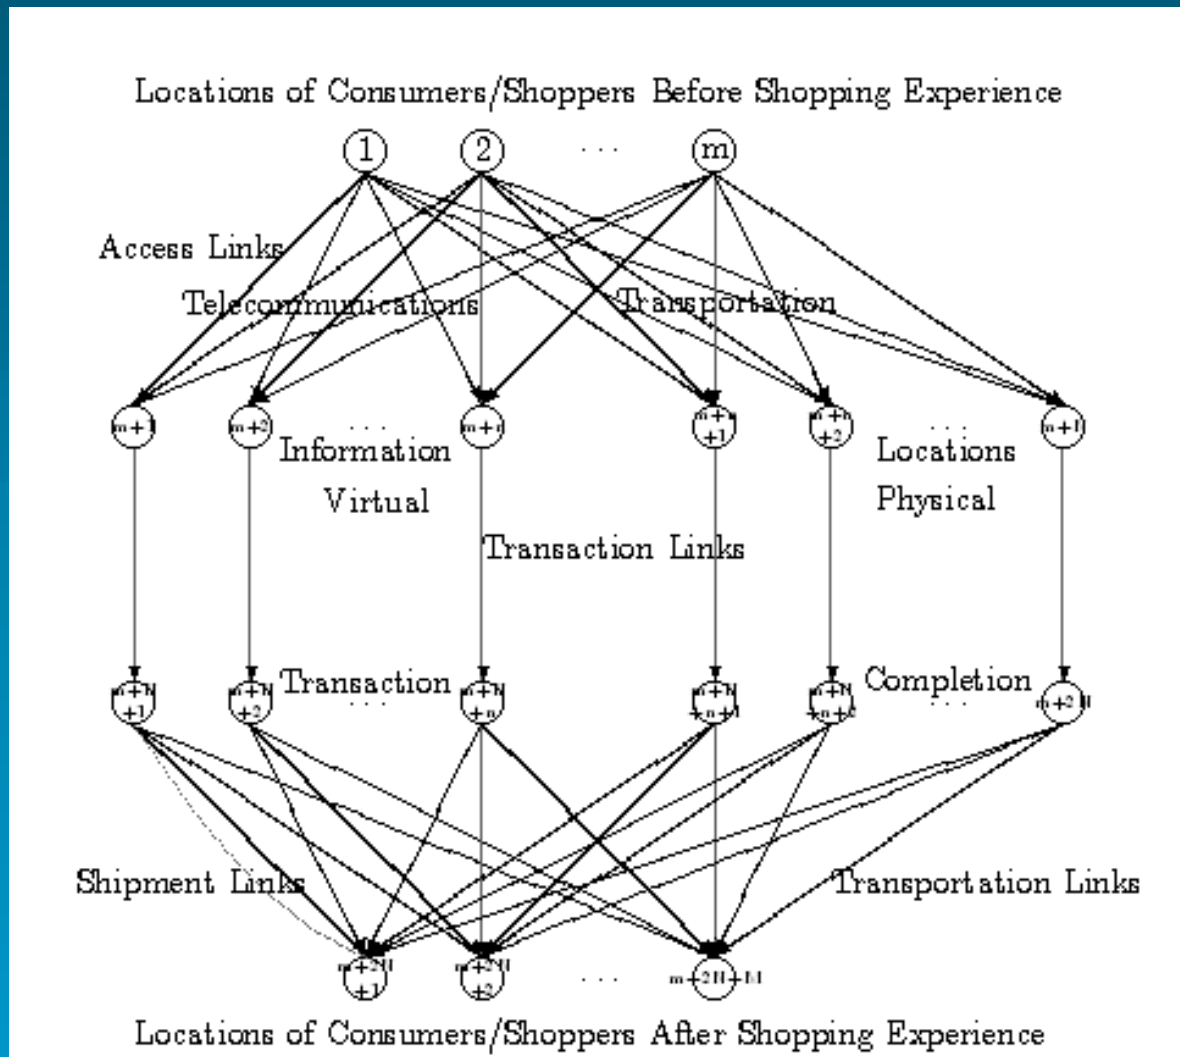 Locations of Consumers/Shoppers Before Shopping Experience
1 2 ... m
Access Links
Telecommunications Transportation
m+1 m+2 ... m+n m+n+1 m+n+2 ...
Information Locations
Virtual Physical
Transaction Links
Transaction Completion
m+N+1 m+N+2 ... m+N+n m+N+n+1 m+N+n+2 ... m+2N
Shipment Links Transportation Links
m+2N+1 m+2N+2 ... m+2N+M
Locations of Consumers/Shoppers After Shopping Experience